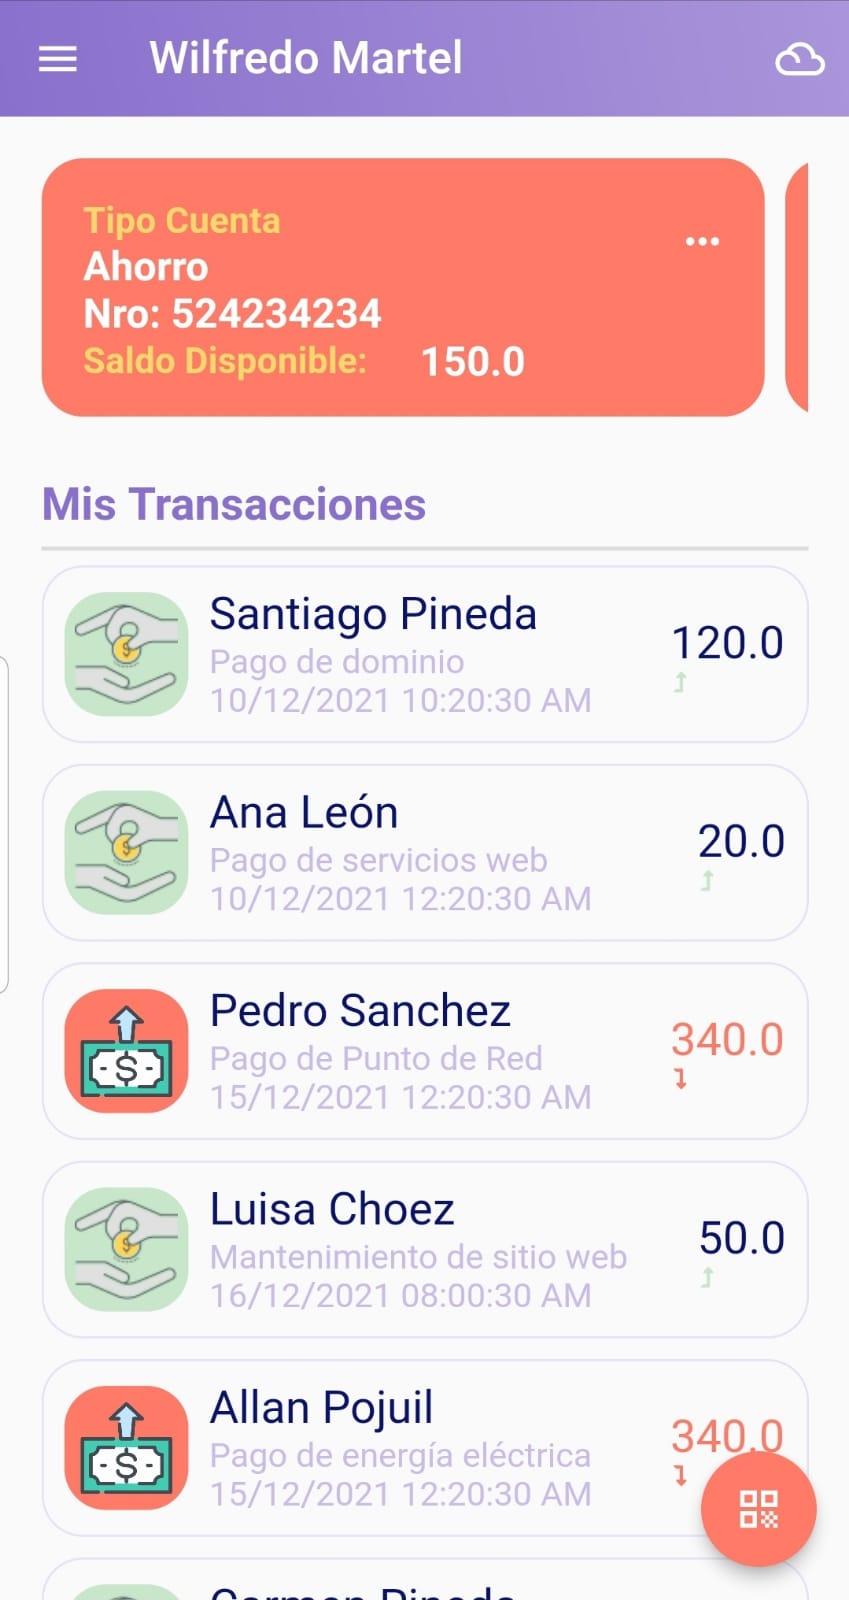 Wilfredo Martel
Tipo Cuenta
Ahorro
Nro: 524234234
Saldo Disponible: 150.0
Mis Transacciones
Santiago Pineda
120.0
Pago de dominio
10/12/2021 10:20:30 AM
Ana León
20.0
Pago de servicios web
10/12/2021 12:20:30 AM
Pedro Sanchez
340.0
Pago de Punto de Red
15/12/2021 12:20:30 AM
Luisa Choez
50.0
Mantenimiento de sitio web
16/12/2021 08:00:30 AM
Allan Pojuil
340.0
Pago de energía eléctrica
15/12/2021 12:20:30 AM
Carmen Pineda